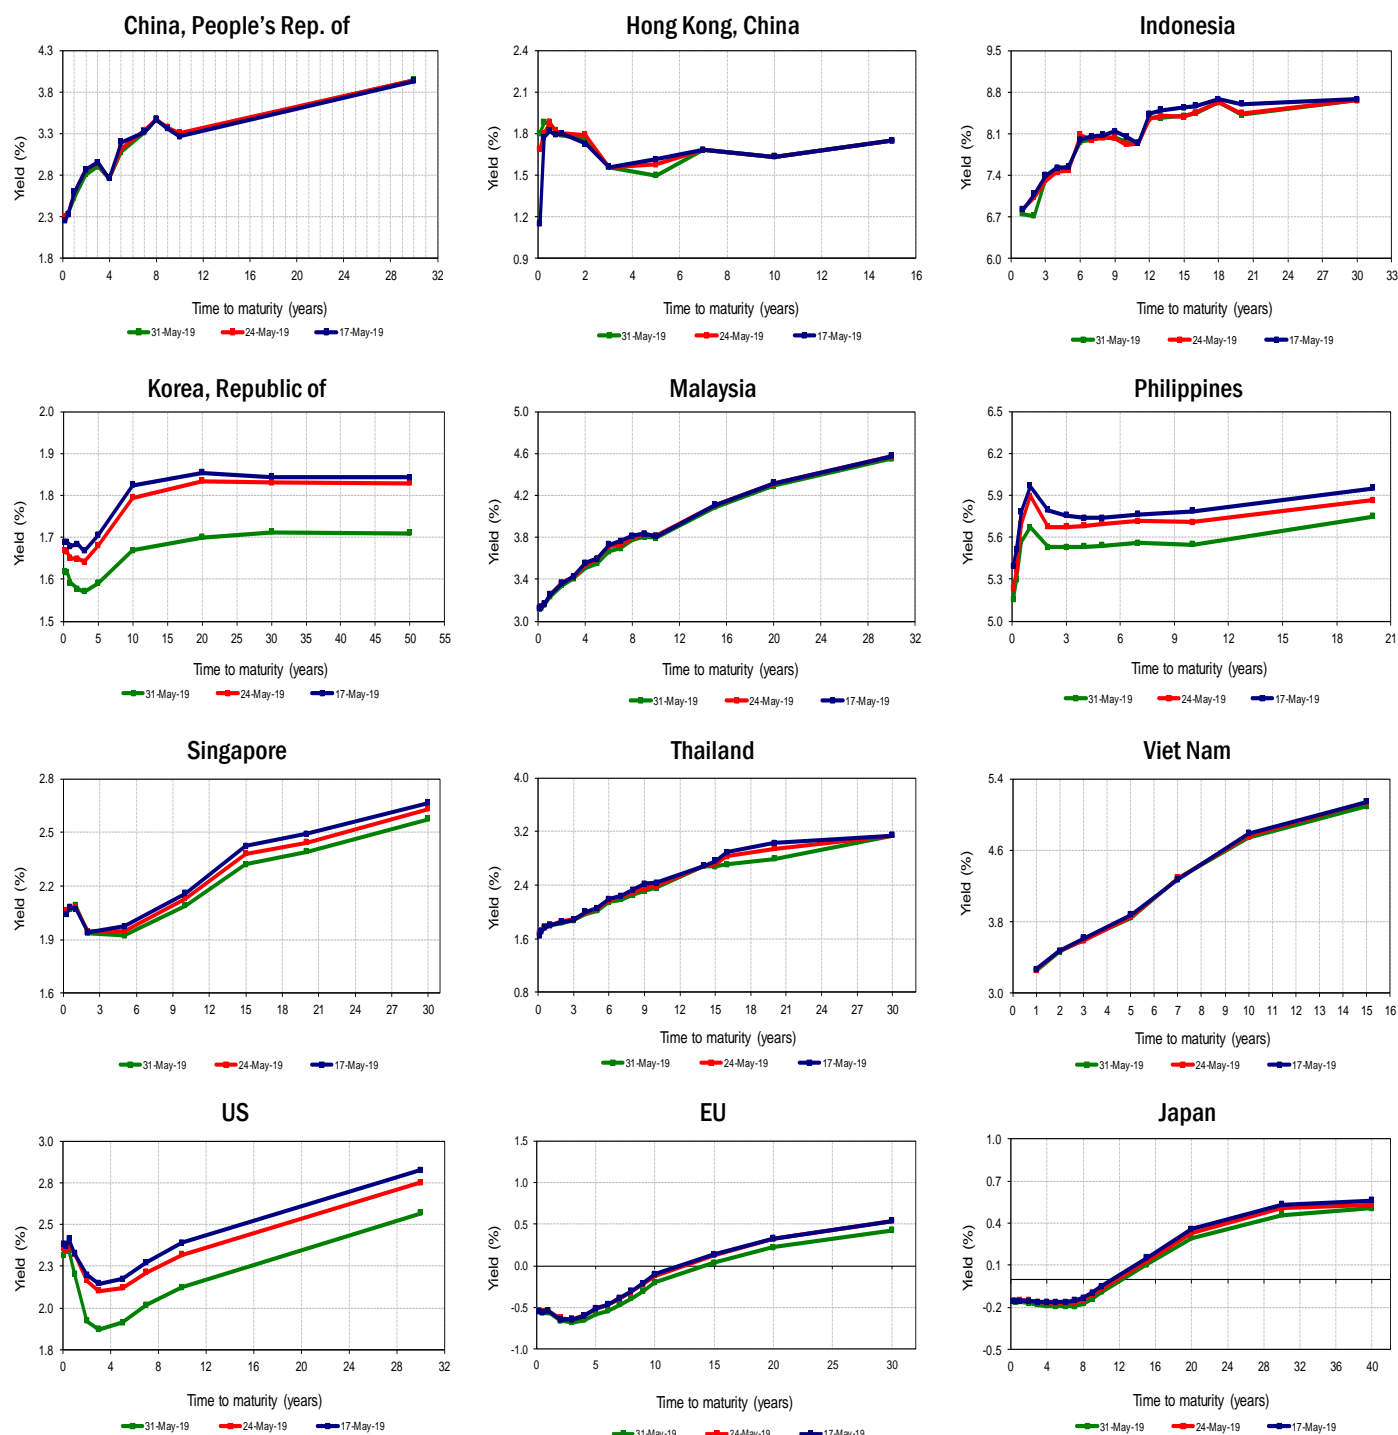 China, People's Rep. of
Yield (%)
4.3
3.8
3.3
2.8
2.3
1.8
0 4 8 12 16 20 24 28 32
Time to maturity (years)
31-May-19 24-May-19 17-May-19
Hong Kong, China
Yield (%)
2.4
2.1
1.8
1.5
1.2
0.9
0 2 4 6 8 10 12 14 16
Time to maturity (years)
31-May-19 24-May-19 17-May-19
Indonesia
Yield (%)
9.5
8.8
8.1
7.4
6.7
6.0
0 3 6 9 12 15 18 21 24 27 30 33
Time to maturity (years)
31-May-19 24-May-19 17-May-19
Korea, Republic of
Yield (%)
2.0
1.9
1.8
1.7
1.6
1.5
0 5 10 15 20 25 30 35 40 45 50 55
Time to maturity (years)
31-May-19 24-May-19 17-May-19
Malaysia
Yield (%)
5.0
4.6
4.2
3.8
3.4
3.0
0 4 8 12 16 20 24 28 32
Time to maturity (years)
31-May-19 24-May-19 17-May-19
Philippines
Yield (%)
6.5
6.2
5.9
5.6
5.3
5.0
0 3 6 9 12 15 18 21
Time to maturity (years)
31-May-19 24-May-19 17-May-19
Singapore
Yield (%)
2.8
2.5
2.2
1.9
1.6
0 3 6 9 12 15 18 21 24 27 30
Time to maturity (years)
31-May-19 24-May-19 17-May-19
Thailand
Yield (%)
4.0
3.2
2.4
1.6
0.8
0 3 6 9 12 15 18 21 24 27 30
Time to maturity (years)
31-May-19 24-May-19 17-May-19
Viet Nam
Yield (%)
5.4
4.6
3.8
3.0
0 1 2 3 4 5 6 7 8 9 10 11 12 13 14 15 16
Time to maturity (years)
31-May-19 24-May-19 17-May-19
US
Yield (%)
3.0
2.8
2.5
2.3
2.0
1.8
0 4 8 12 16 20 24 28 32
Time to maturity (years)
31-May-19 24-May-19 17-May-19
EU
Yield (%)
1.5
1.0
0.5
0.0
-0.5
-1.0
0 5 10 15 20 25 30
Time to maturity (years)
31-May-19 24-May-19 17-May-19
Japan
Yield (%)
1.0
0.7
0.4
0.1
-0.2
-0.5
0 4 8 12 16 20 24 28 32 36 40
Time to maturity (years)
31-May-19 24-May-19 17-May-19